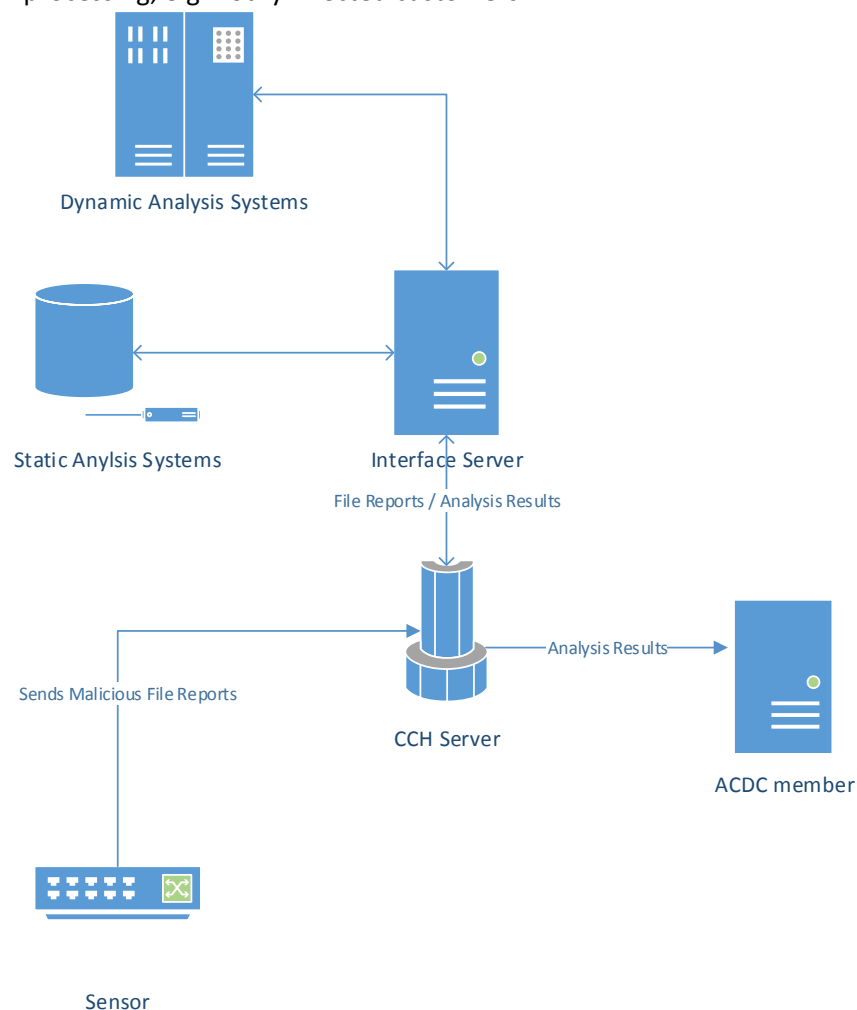 Dynamic Analysis Systems
Static Anylsis Systems
Interface Server
File Reports / Analysis Results
Analysis Results
Sends Malicious File Reports
CCH Server
ACDC member
Sensor